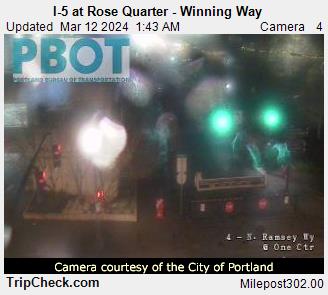 I-5 at Rose Quarter - Winning Way
Updated Mar 12 2024 1:43 AM Camera 4
PBOT
PORTLAND BUREAU OF TRANSPORTATION
4 - N. Ramsey Wy
@ One Ctr
Camera courtesy of the City of Portland
TripCheck.com Milepost302.00